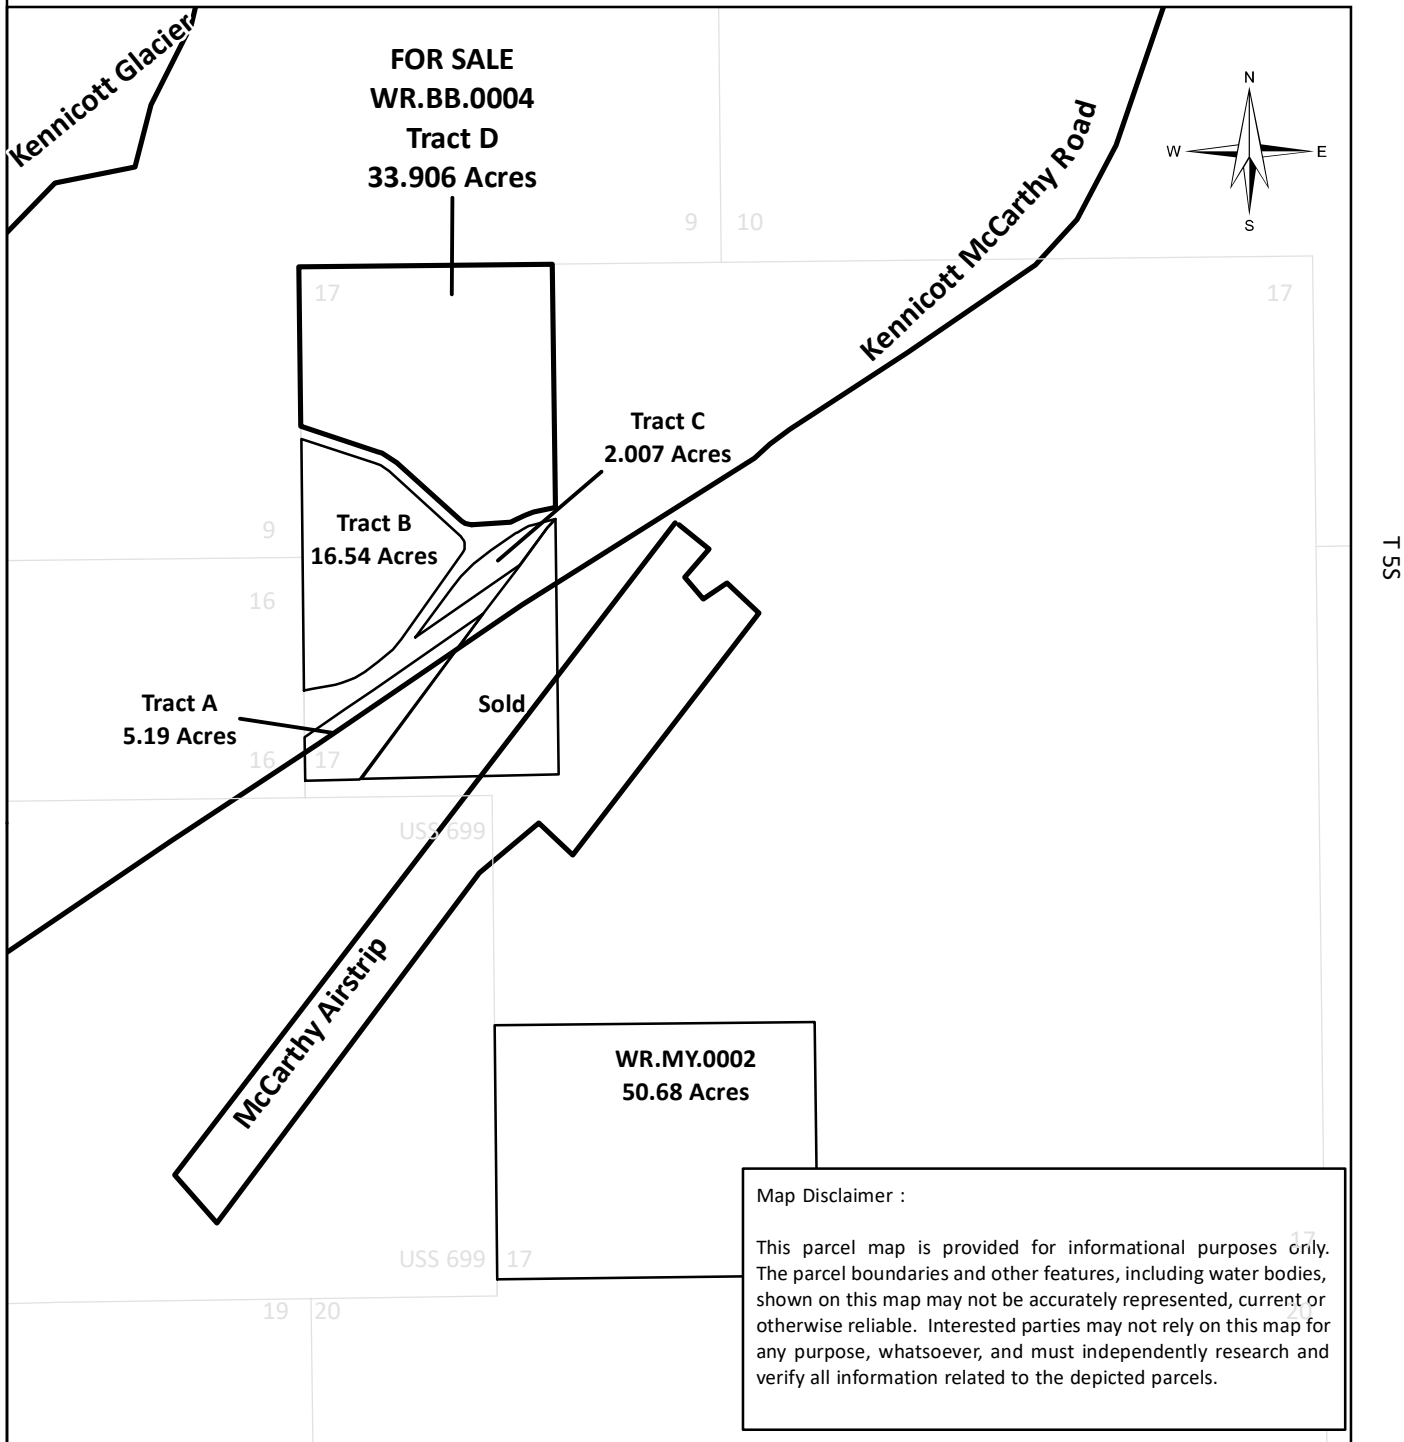 Kennicott Glacier
FOR SALE
WR.BB.0004
Tract D
33.906 Acres
Kennicott McCarthy Road
N
W
E
S
9
10
17
17
Tract C
2.007 Acres
Tract B
16.54 Acres
9
16
T 5S
Tract A
5.19 Acres
Sold
16
17
USS 699
McCarthy Airstrip
WR.MY.0002
50.68 Acres
USS 699
17
19
20
17
20
Map Disclaimer :
This parcel map is provided for informational purposes only.
The parcel boundaries and other features, including water bodies,
shown on this map may not be accurately represented, current or
otherwise reliable. Interested parties may not rely on this map for
any purpose, whatsoever, and must independently research and
verify all information related to the depicted parcels.